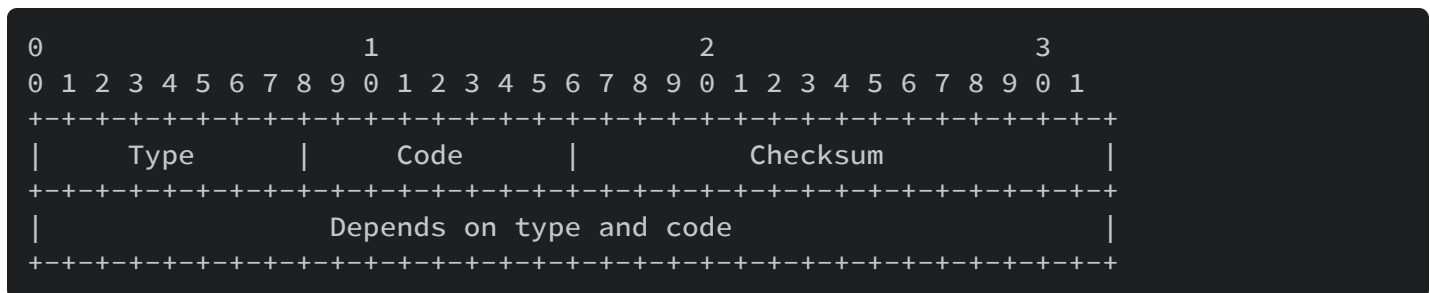 0                   1                   2                   3
0 1 2 3 4 5 6 7 8 9 0 1 2 3 4 5 6 7 8 9 0 1 2 3 4 5 6 7 8 9 0 1
+-+-+-+-+-+-+-+-+-+-+-+-+-+-+-+-+-+-+-+-+-+-+-+-+-+-+-+-+-+-+-+-+
|     Type      |     Code      |          Checksum             |
+-+-+-+-+-+-+-+-+-+-+-+-+-+-+-+-+-+-+-+-+-+-+-+-+-+-+-+-+-+-+-+-+
|                 Depends on type and code                      |
+-+-+-+-+-+-+-+-+-+-+-+-+-+-+-+-+-+-+-+-+-+-+-+-+-+-+-+-+-+-+-+-+